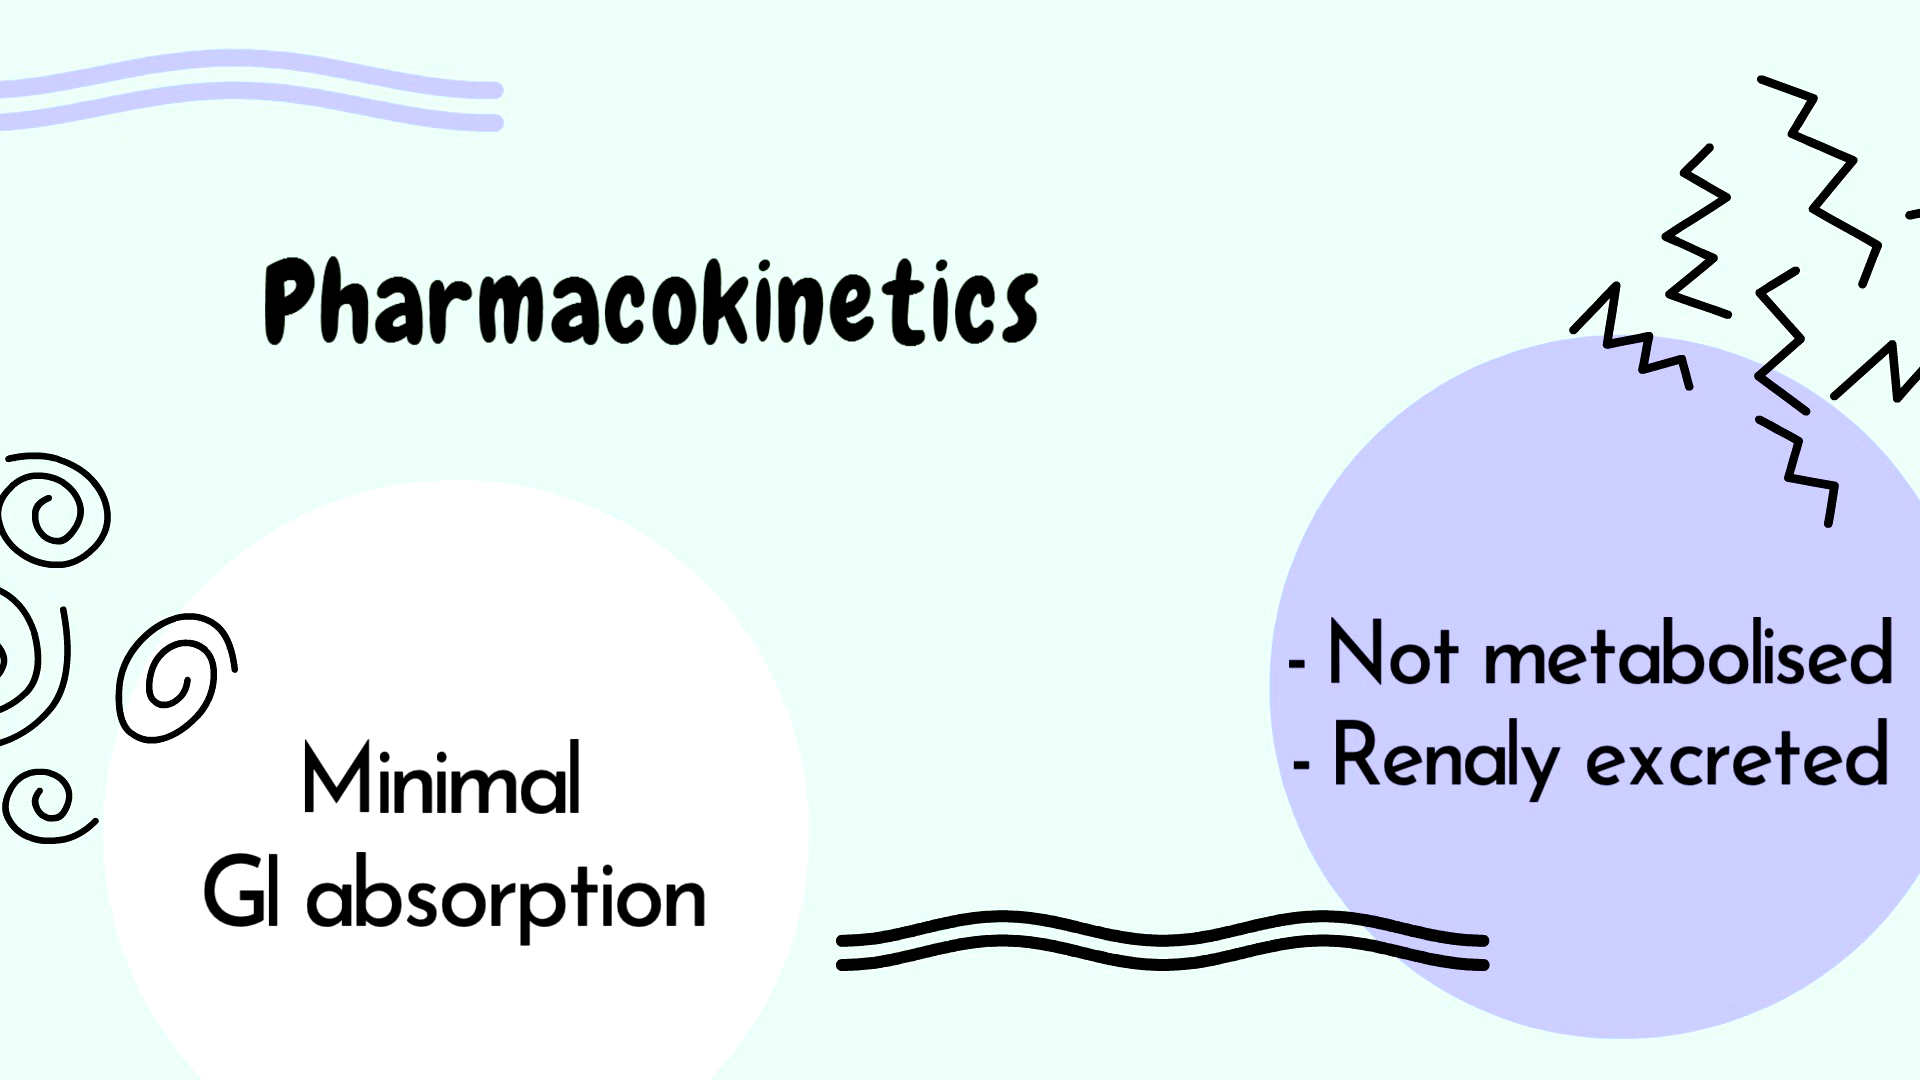 Pharmacokinetics
Minimal
GI absorption
- Not metabolised
- Renaly excreted